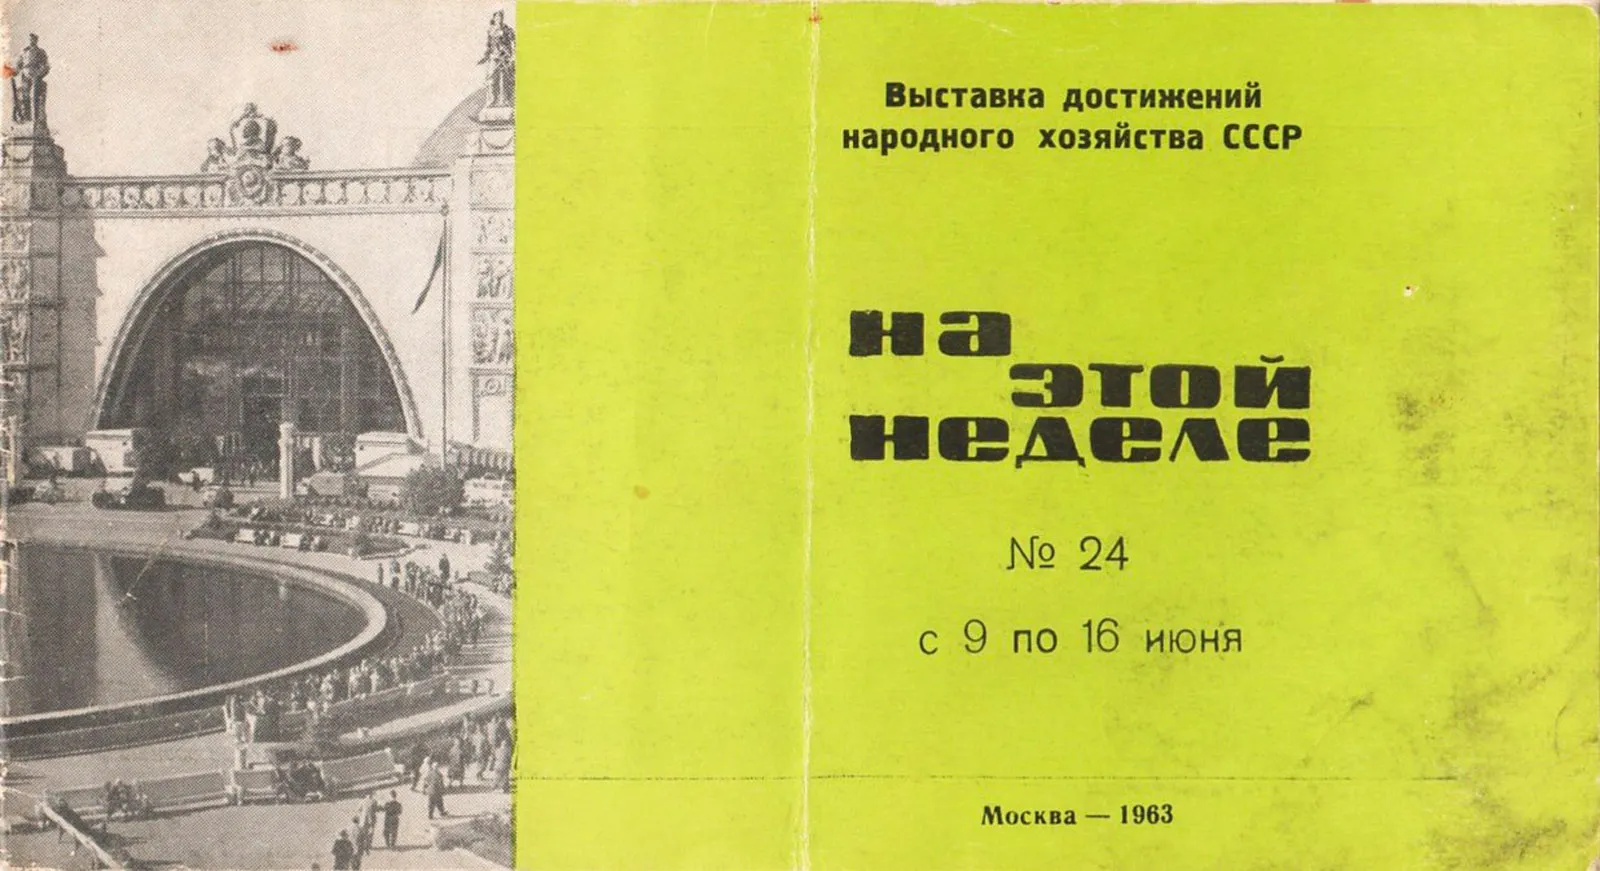 Выставка достижений
народного хозяйства СССР
на
этой
неделе
№ 24
с 9 по 16 июня
Москва — 1963